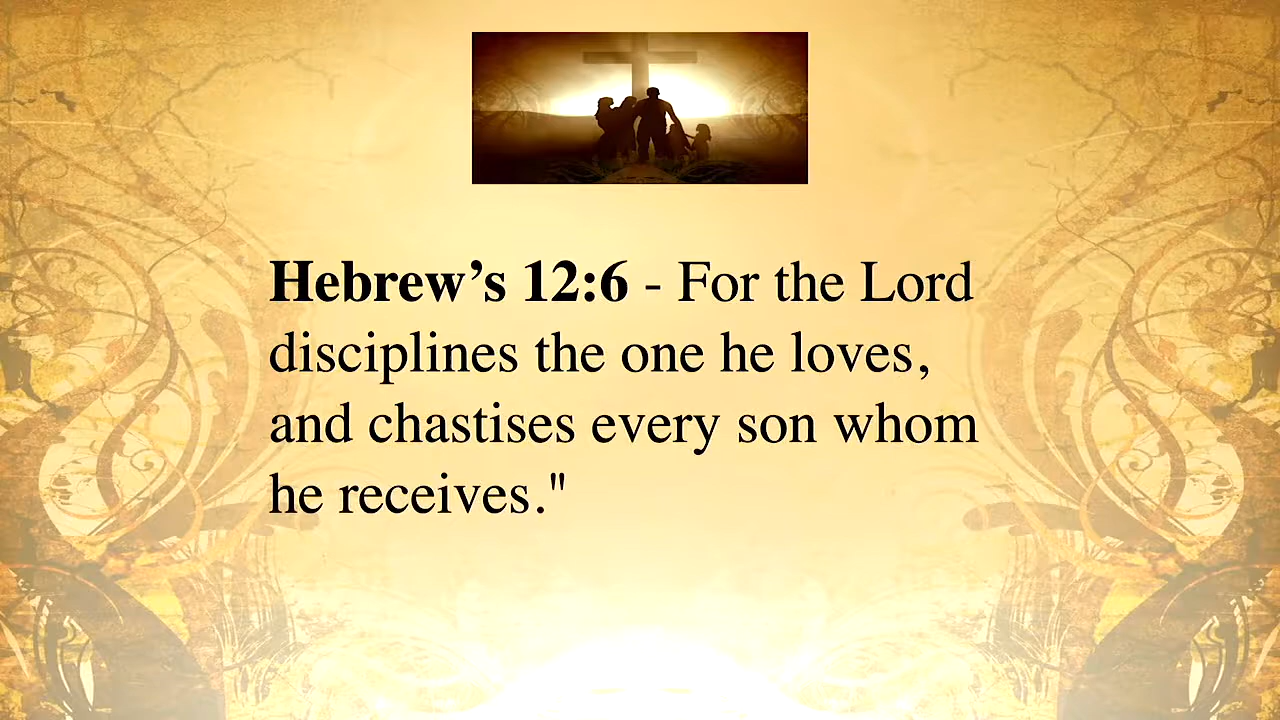 Hebrew’s 12:6 - For the Lord
disciplines the one he loves,
and chastises every son whom
he receives."